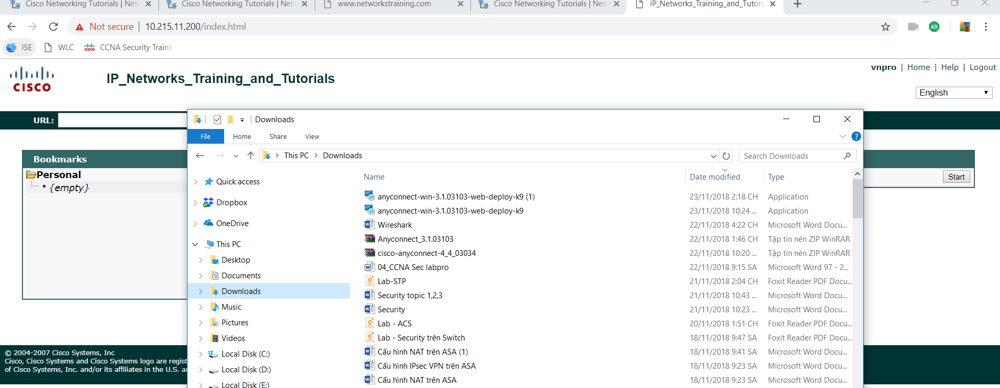 Cisco Networking Tutorials | Netw
Cisco Networking Tutorials | Netw
www.networkstraining.com
Cisco Networking Tutorials | Netw
IP_Networks_Training_and_Tutori
Not secure | 10.215.11.200/index.html
AD
ISE
WLC
CISCO
CCNA Security Trainin
CISCO
IP_Networks_Training_and_Tutorials
vnpro | Home | Help | Logout
English
URL:
Downloads
File
Home
Share
View
?
This PC > Downloads
Search Downloads
Bookmarks
Personal
{empty}
Start
Quick access
Dropbox
OneDrive
This PC
Desktop
Documents
Downloads
Music
Pictures
Videos
Local Disk (C:)
Local Disk (D:)
Local Disk (E:)
Name Date modified Type
anyconnect-win-3.1.03103-web-deploy-k9 (1) 23/11/2018 2:18 CH Application
anyconnect-win-3.1.03103-web-deploy-k9 23/11/2018 10:24 ... Application
Wireshark 22/11/2018 4:22 CH Microsoft Word Docu...
Anyconnect_3.1.03103 22/11/2018 1:46 CH Tập tin nén ZIP WinRAR
cisco-anyconnect-4_4_03034 22/11/2018 10:20 ... Tập tin nén ZIP WinRAR
04_CCNA Sec labpro 22/11/2018 9:15 SA Microsoft Word 97 - 2...
Lab-STP 21/11/2018 2:04 CH Foxit Reader PDF Docu...
Security topic 1,2,3 21/11/2018 10:43 ... Microsoft Word Docu...
Security 21/11/2018 10:23 ... Microsoft Word Docu...
Lab - ACS 20/11/2018 1:51 CH Foxit Reader PDF Docu...
Lab - Security trên Switch 18/11/2018 9:47 SA Foxit Reader PDF Docu...
Cấu hình NAT trên ASA (1) 18/11/2018 9:41 SA Microsoft Word Docu...
Cấu hình IPsec VPN trên ASA 18/11/2018 9:23 SA Microsoft Word Docu...
Cấu hình NAT trên ASA 18/11/2018 9:23 SA Microsoft Word Docu...
© 2004-2007 Cisco Systems, Inc
Cisco, Cisco Systems and Cisco Systems logo are regist
of Cisco Systems, Inc. and/or its affiliates in the U.S. an